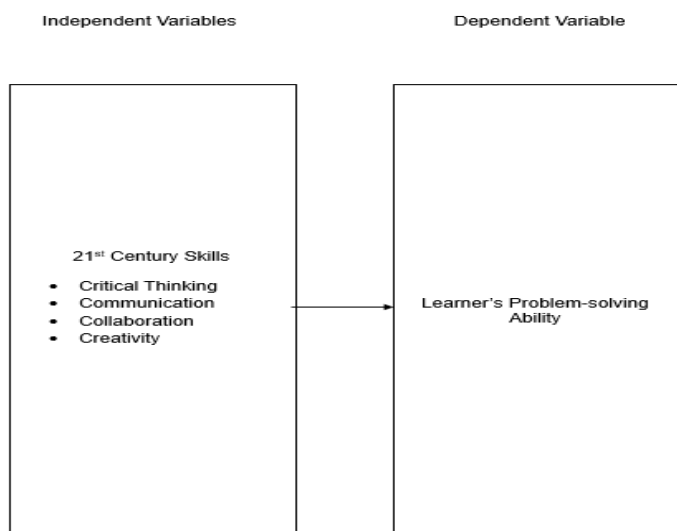 Independent Variables
Dependent Variable
21st Century Skills
• Critical Thinking
• Communication
• Collaboration
• Creativity
Learner's Problem-solving
Ability